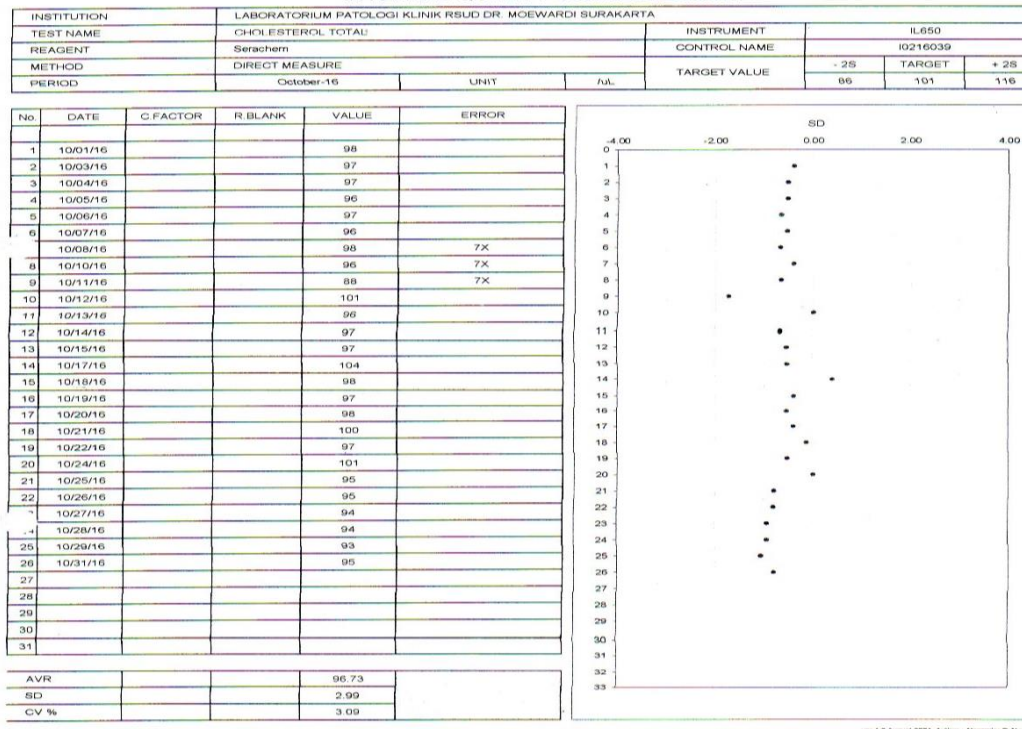 INSTITUTION LABORATORIUM PATOLOGI KLINIK RSUD DR. MOEWARDI SURAKARTA
TEST NAME CHOLESTEROL TOTAL INSTRUMENT IL650
REAGENT Serachem CONTROL NAME I0216039
METHOD DIRECT MEASURE TARGET VALUE - 2S TARGET + 2S
PERIOD October-16 UNIT /uL 86 101 116
No. DATE C.FACTOR R.BLANK VALUE ERROR
1 10/01/16 98
2 10/03/16 97
3 10/04/16 97
4 10/05/16 96
5 10/06/16 97
6 10/07/16 96
10/08/16 98 7X
8 10/10/16 96 7X
9 10/11/16 88 7X
10 10/12/16 101
11 10/13/16 96
12 10/14/16 97
13 10/15/16 97
14 10/17/16 104
15 10/18/16 98
16 10/19/16 97
17 10/20/16 98
18 10/21/16 100
19 10/22/16 97
20 10/24/16 101
21 10/25/16 95
22 10/26/16 95
10/27/16 94
10/28/16 94
25 10/29/16 93
26 10/31/16 95
27
28
29
30
31
AVR 96.73
SD 2.99
CV % 3.09
SD
-4.00 -2.00 0.00 2.00 4.00
0
1
2
3
4
5
6
7
8
9
10
11
12
13
14
15
16
17
18
19
20
21
22
23
24
25
26
27
28
29
30
31
32
33